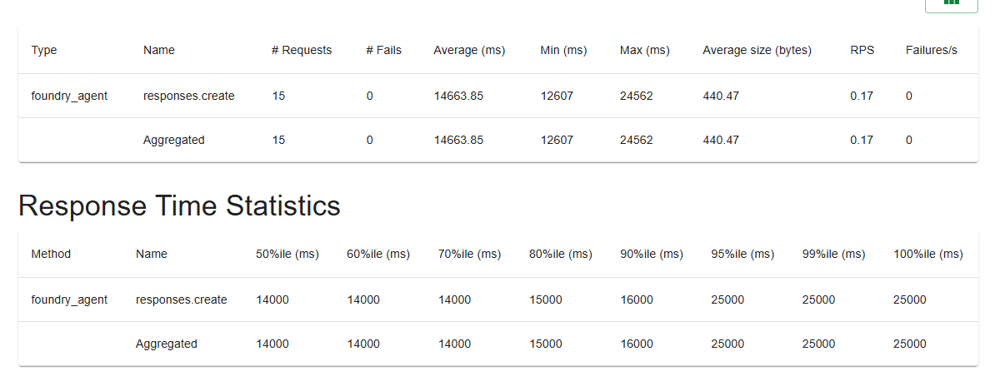 Type Name # Requests # Fails Average (ms) Min (ms) Max (ms) Average size (bytes) RPS Failures/s
foundry_agent responses.create 15 0 14663.85 12607 24562 440.47 0.17 0
Aggregated 15 0 14663.85 12607 24562 440.47 0.17 0
Response Time Statistics
Method Name 50%ile (ms) 60%ile (ms) 70%ile (ms) 80%ile (ms) 90%ile (ms) 95%ile (ms) 99%ile (ms) 100%ile (ms)
foundry_agent responses.create 14000 14000 14000 15000 16000 25000 25000 25000
Aggregated 14000 14000 14000 15000 16000 25000 25000 25000